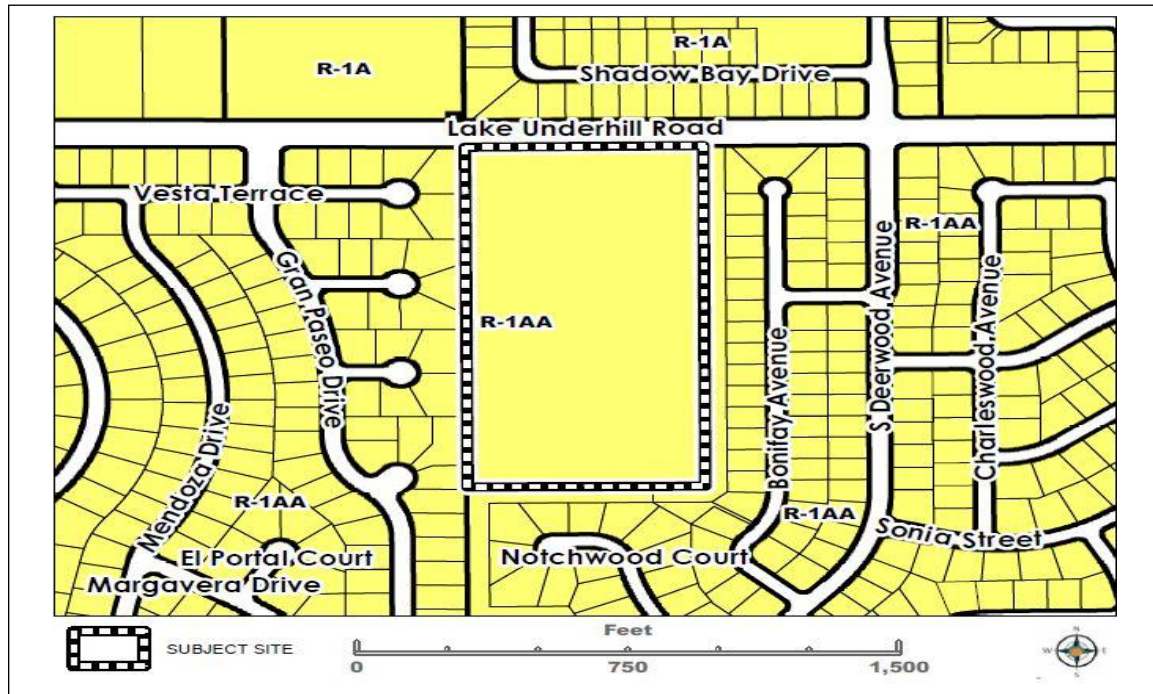 R-1A
R-1A
Shadow Bay Drive
Lake Underhill Road
Vesta Terrace
R-1AA
Gran Paseo Drive
R-1AA
S Deerwood Avenue
Charleswood Avenue
Bonifay Avenue
Mendoza Drive
R-1AA
R-1AA
Sonia Street
El Portal Court
Notchwood Court
Margavera Drive
SUBJECT SITE
Feet
0
750
1,500
N
W
E
S